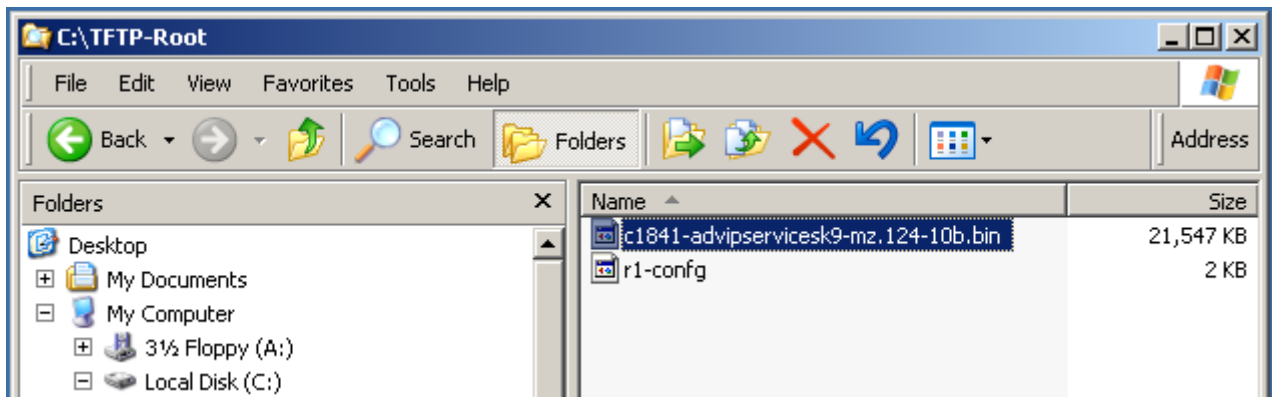 C:\TFTP-Root
File Edit View Favorites Tools Help
Back Search Folders Address
Folders
Name Size
Desktop
c1841-advipservicesk9-mz.124-10b.bin 21,547 KB
My Documents
r1-confg 2 KB
My Computer
3½ Floppy (A:)
Local Disk (C:)